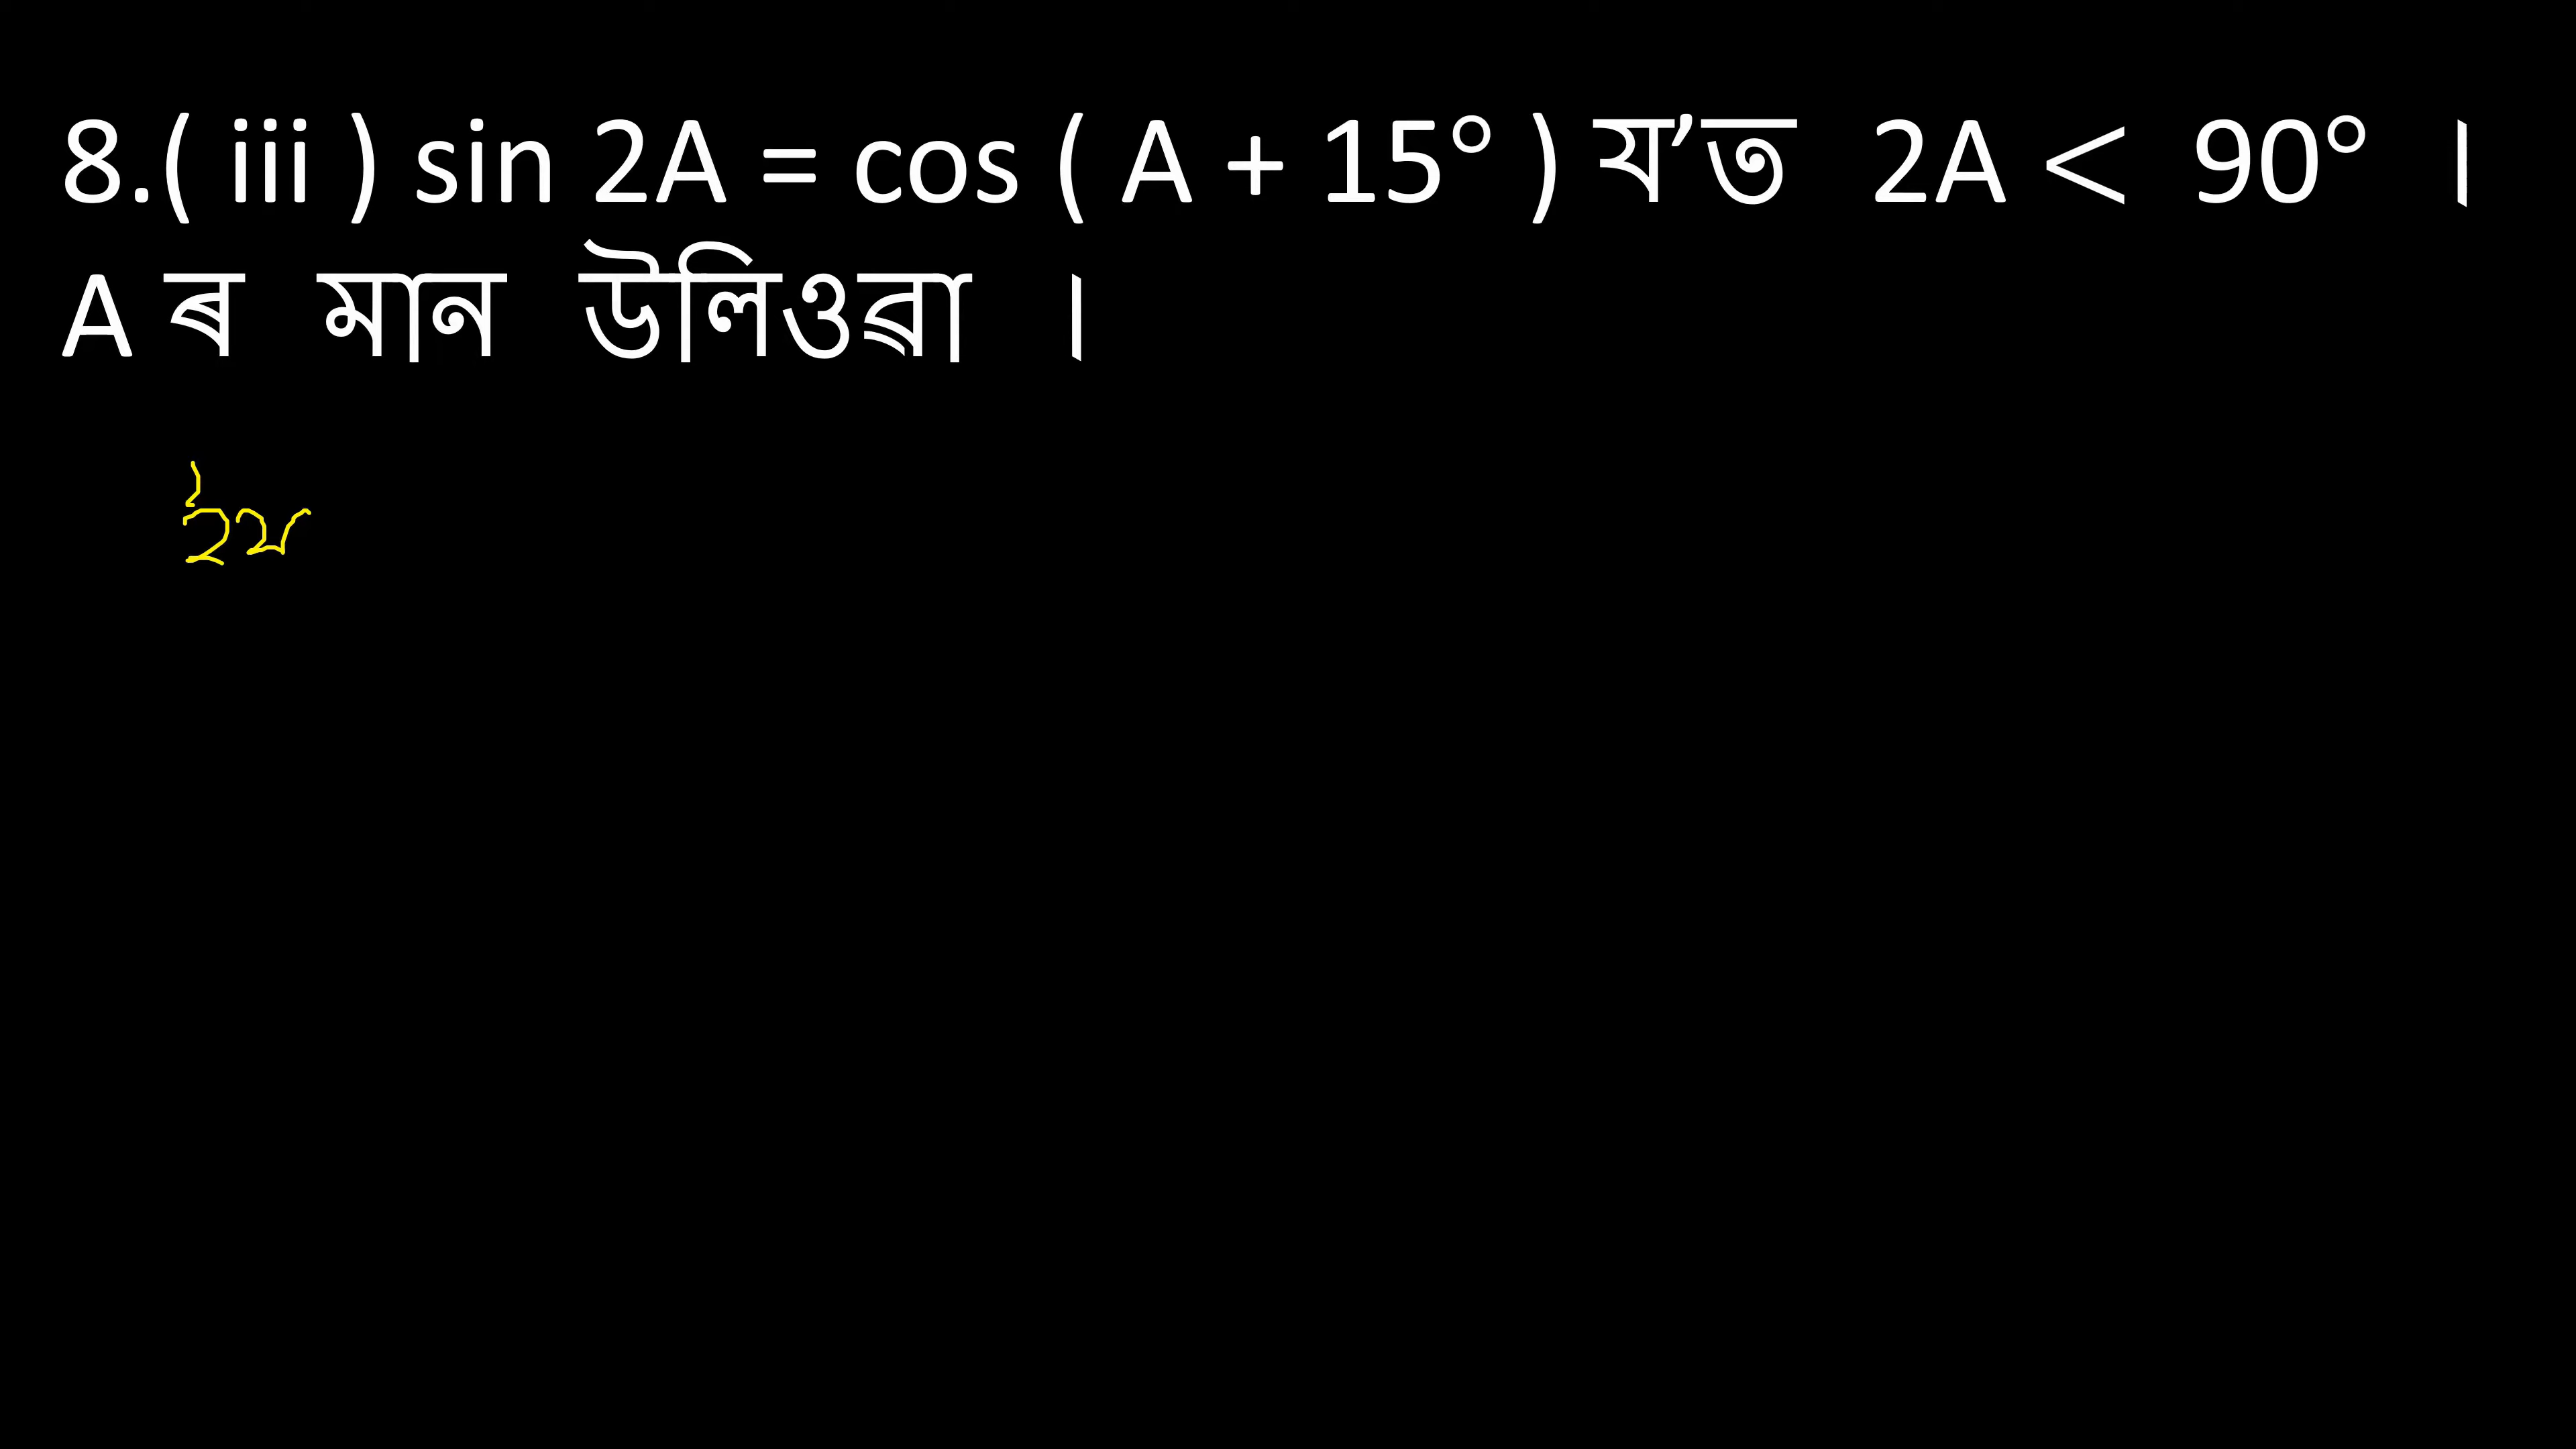 8.( iii ) sin 2A = cos ( A + 15° ) য’ত 2A < 90° ।
A ৰ মান উলিওৱা ।